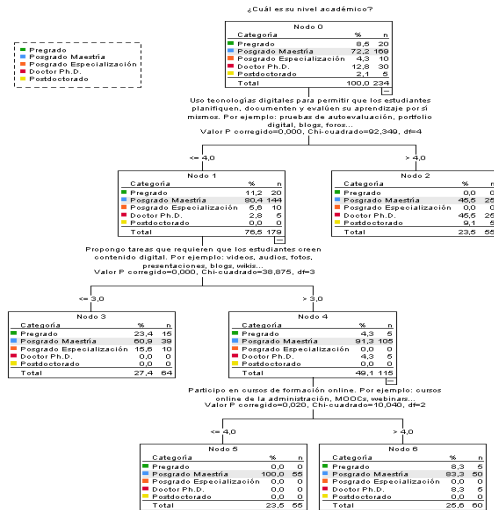 ¿Cuál es su nivel académico?
Pregrado
Posgrado Maestría
Posgrado Especialización
Doctor Ph.D.
Postdoctorado
Nodo 0
Categoría % n
Pregrado 8,5 20
Posgrado Maestría 72,2 169
Posgrado Especialización 4,3 10
Doctor Ph.D. 12,8 30
Postdoctorado 2,1 5
Total 100,0 234
Uso tecnologías digitales para permitir que los estudiantes
planifiquen, documenten y evalúen su aprendizaje por sí
mismos. Por ejemplo: pruebas de autoevaluación, portfolio
digital, blogs, foros...
Valor P corregido=0,000, Chi-cuadrado=92,349, df=4
<= 4,0
> 4,0
Nodo 1
Categoría % n
Pregrado 11,2 20
Posgrado Maestría 80,4 144
Posgrado Especialización 5,6 10
Doctor Ph.D. 2,8 5
Postdoctorado 0,0 0
Total 76,5 179
Nodo 2
Categoría % n
Pregrado 0,0 0
Posgrado Maestría 45,5 25
Posgrado Especialización 0,0 0
Doctor Ph.D. 45,5 25
Postdoctorado 9,1 5
Total 23,5 55
Propongo tareas que requieren que los estudiantes creen
contenido digital. Por ejemplo: videos, audios, fotos,
presentaciones, blogs, wikis...
Valor P corregido=0,000, Chi-cuadrado=38,875, df=3
<= 3,0
> 3,0
Nodo 3
Categoría % n
Pregrado 23,4 15
Posgrado Maestría 60,9 39
Posgrado Especialización 15,6 10
Doctor Ph.D. 0,0 0
Postdoctorado 0,0 0
Total 27,4 64
Nodo 4
Categoría % n
Pregrado 4,3 5
Posgrado Maestría 91,3 105
Posgrado Especialización 0,0 0
Doctor Ph.D. 4,3 5
Postdoctorado 0,0 0
Total 49,1 115
Participo en cursos de formación online. Por ejemplo: cursos
online de la administración, MOOCs, webinars...
Valor P corregido=0,020, Chi-cuadrado=10,040, df=2
<= 4,0
> 4,0
Nodo 5
Categoría % n
Pregrado 0,0 0
Posgrado Maestría 100,0 55
Posgrado Especialización 0,0 0
Doctor Ph.D. 0,0 0
Postdoctorado 0,0 0
Total 23,5 55
Nodo 6
Categoría % n
Pregrado 8,3 5
Posgrado Maestría 83,3 50
Posgrado Especialización 0,0 0
Doctor Ph.D. 8,3 5
Postdoctorado 0,0 0
Total 25,6 60